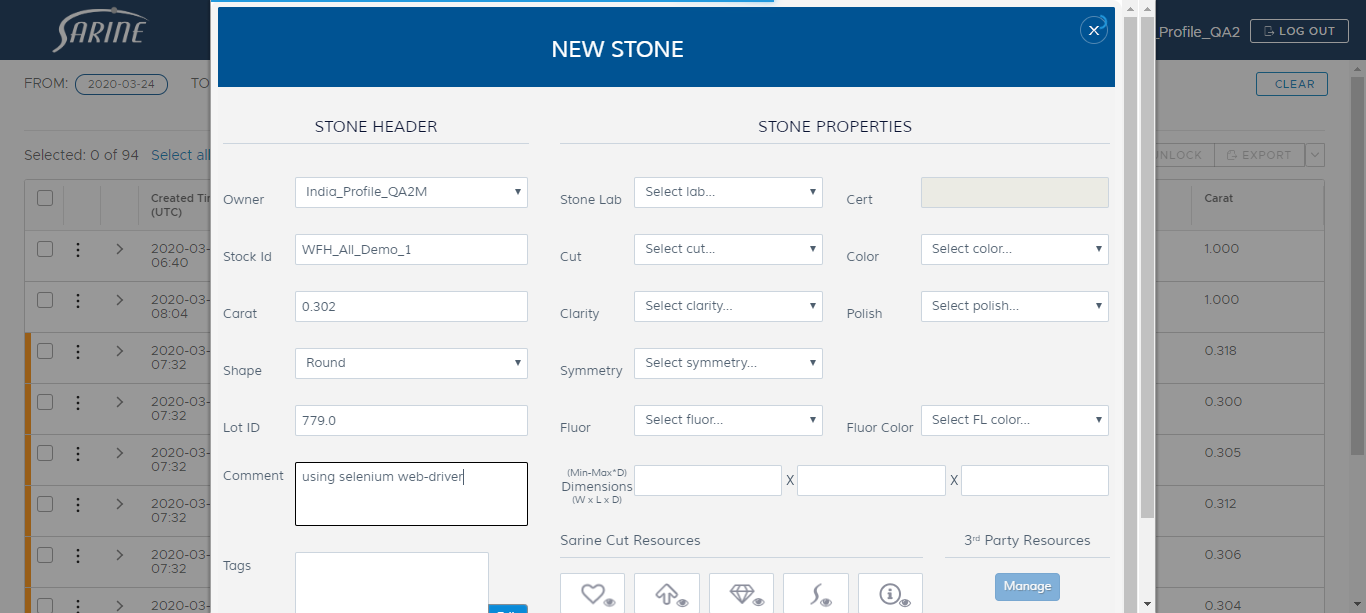 SARINE
_Profile_QA2
LOG OUT
NEW STONE
FROM:
2020-03-24
TO
CLEAR
Selected: 0 of 94
Select all
NLOCK
EXPORT
Created Tir
(UTC)
Carat
2020-03-
06:40
1.000
2020-03-
08:04
1.000
2020-03-
07:32
0.318
2020-03-
07:32
0.300
2020-03-
07:32
0.305
2020-03-
07:32
0.312
2020-03-
07:32
0.306
2020-03-
0.304
STONE HEADER
Owner
India_Profile_QA2M
Stock Id
WFH_All_Demo_1
Carat
0.302
Shape
Round
Lot ID
779.0
Comment
using selenium web-driver
Tags
STONE PROPERTIES
Stone Lab
Select lab...
Cert
Cut
Select cut...
Color
Select color...
Clarity
Select clarity...
Polish
Select polish...
Symmetry
Select symmetry...
Fluor
Select fluor...
Fluor Color
Select FL color...
(Min-Max*D)
Dimensions
(W x L x D)
X
X
Sarine Cut Resources
3rd Party Resources
Manage